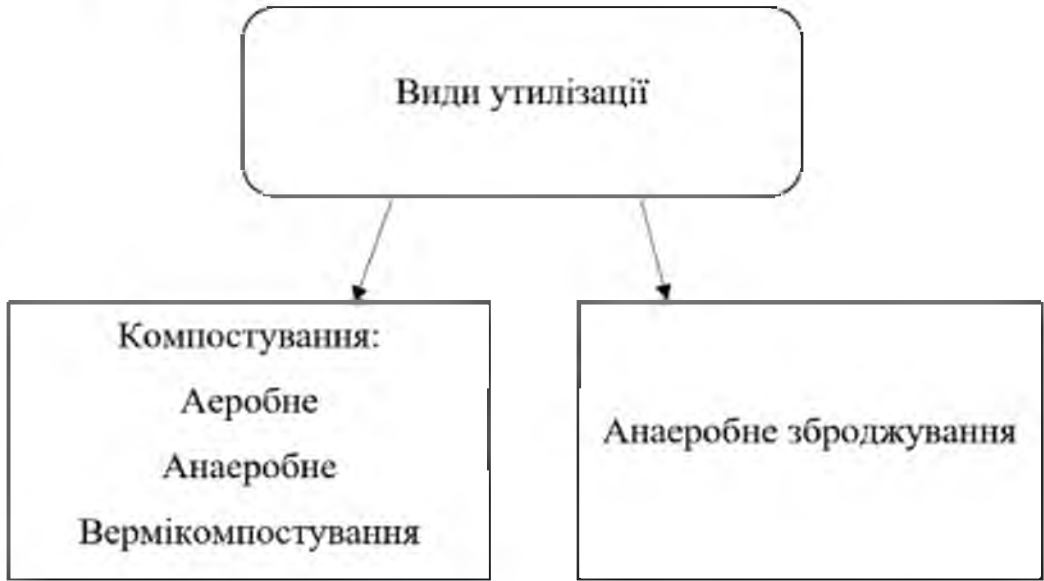 Види утилізації
Компостування:
Аеробне
Анаеробне
Вермікомпостування
Анаеробне зброджування